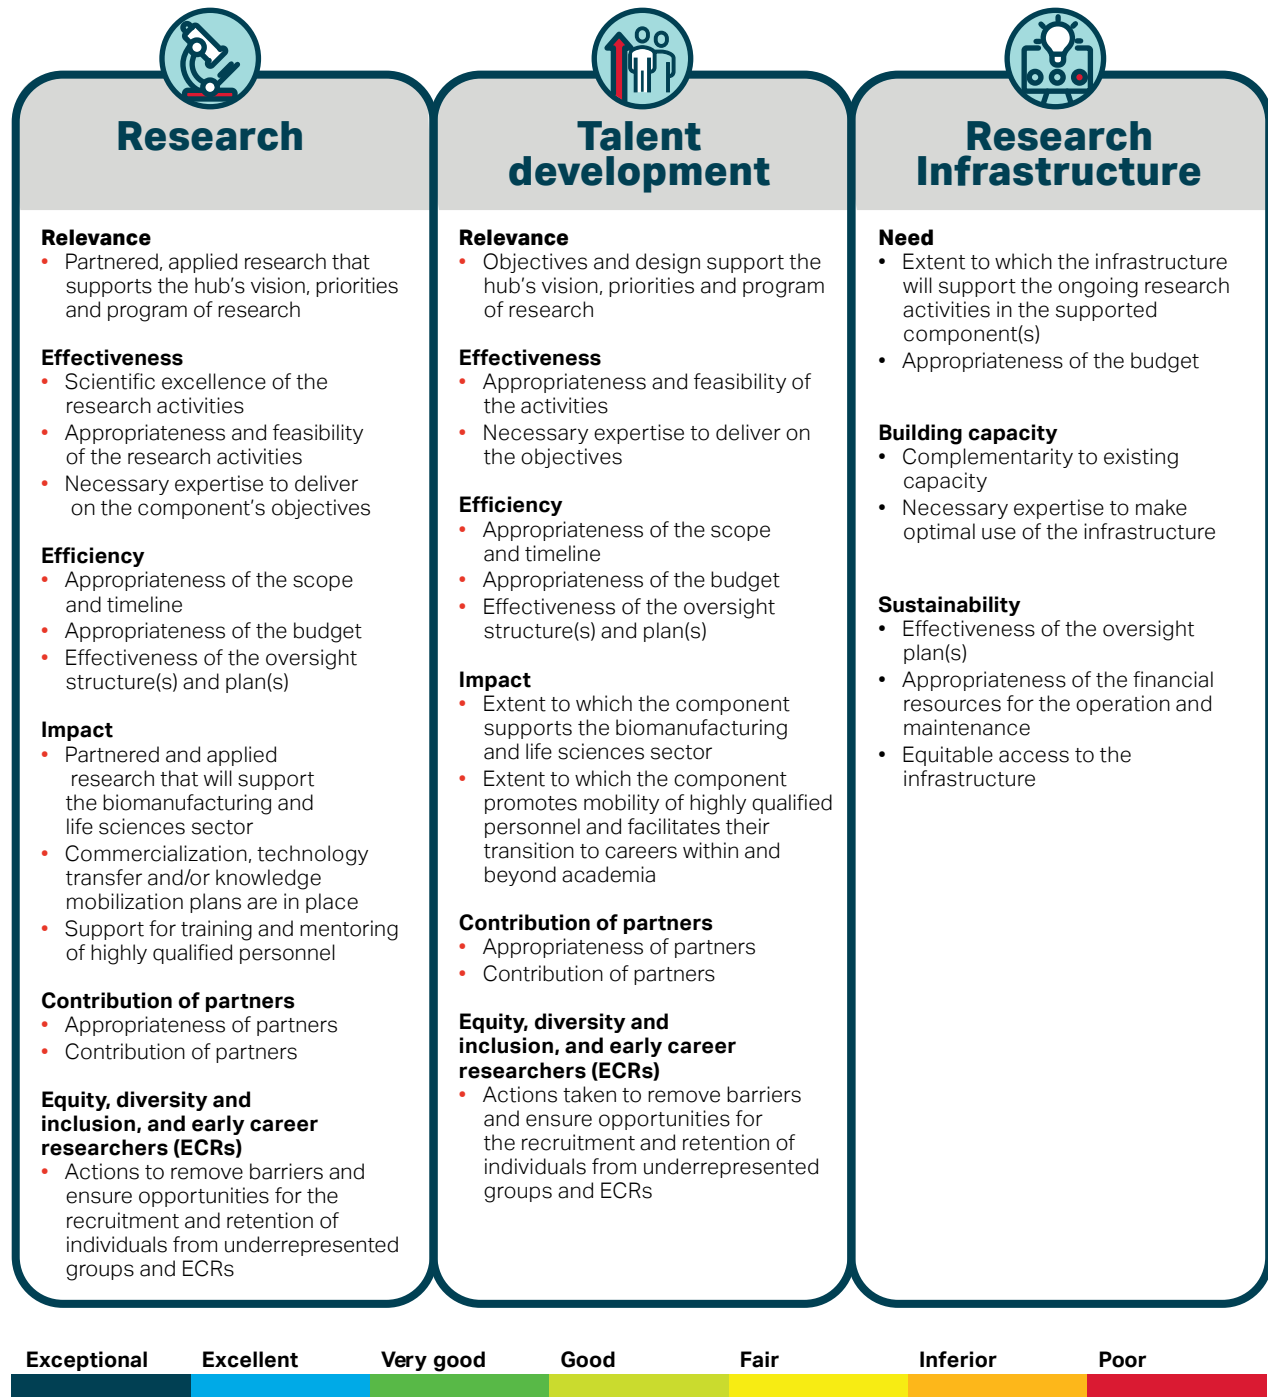 Research
Relevance
• Partnered, applied research that
supports the hub's vision, priorities
and program of research
Effectiveness
• Scientific excellence of the
research activities
• Appropriateness and feasibility
of the research activities
• Necessary expertise to deliver
on the component's objectives
Efficiency
• Appropriateness of the scope
and timeline
• Appropriateness of the budget
• Effectiveness of the oversight
structure(s) and plan(s)
Impact
• Partnered and applied
research that will support
the biomanufacturing and
life sciences sector
• Commercialization, technology
transfer and/or knowledge
mobilization plans are in place
• Support for training and mentoring
of highly qualified personnel
Contribution of partners
• Appropriateness of partners
• Contribution of partners
Equity, diversity and
inclusion, and early career
researchers (ECRs)
• Actions to remove barriers and
ensure opportunities for the
recruitment and retention of
individuals from underrepresented
groups and ECRs
Talent
development
Relevance
• Objectives and design support the
hub's vision, priorities and program
of research
Effectiveness
• Appropriateness and feasibility of
the activities
• Necessary expertise to deliver on
the objectives
Efficiency
• Appropriateness of the scope
and timeline
• Appropriateness of the budget
• Effectiveness of the oversight
structure(s) and plan(s)
Impact
• Extent to which the component
supports the biomanufacturing
and life sciences sector
• Extent to which the component
promotes mobility of highly qualified
personnel and facilitates their
transition to careers within and
beyond academia
Contribution of partners
• Appropriateness of partners
• Contribution of partners
Equity, diversity and
inclusion, and early career
researchers (ECRs)
• Actions taken to remove barriers
and ensure opportunities for
the recruitment and retention of
individuals from underrepresented
groups and ECRs
Research
Infrastructure
Need
• Extent to which the infrastructure
will support the ongoing research
activities in the supported
component(s)
• Appropriateness of the budget
Building capacity
• Complementarity to existing
capacity
• Necessary expertise to make
optimal use of the infrastructure
Sustainability
• Effectiveness of the oversight
plan(s)
• Appropriateness of the financial
resources for the operation and
maintenance
• Equitable access to the
infrastructure
Exceptional Excellent Very good Good Fair Inferior Poor